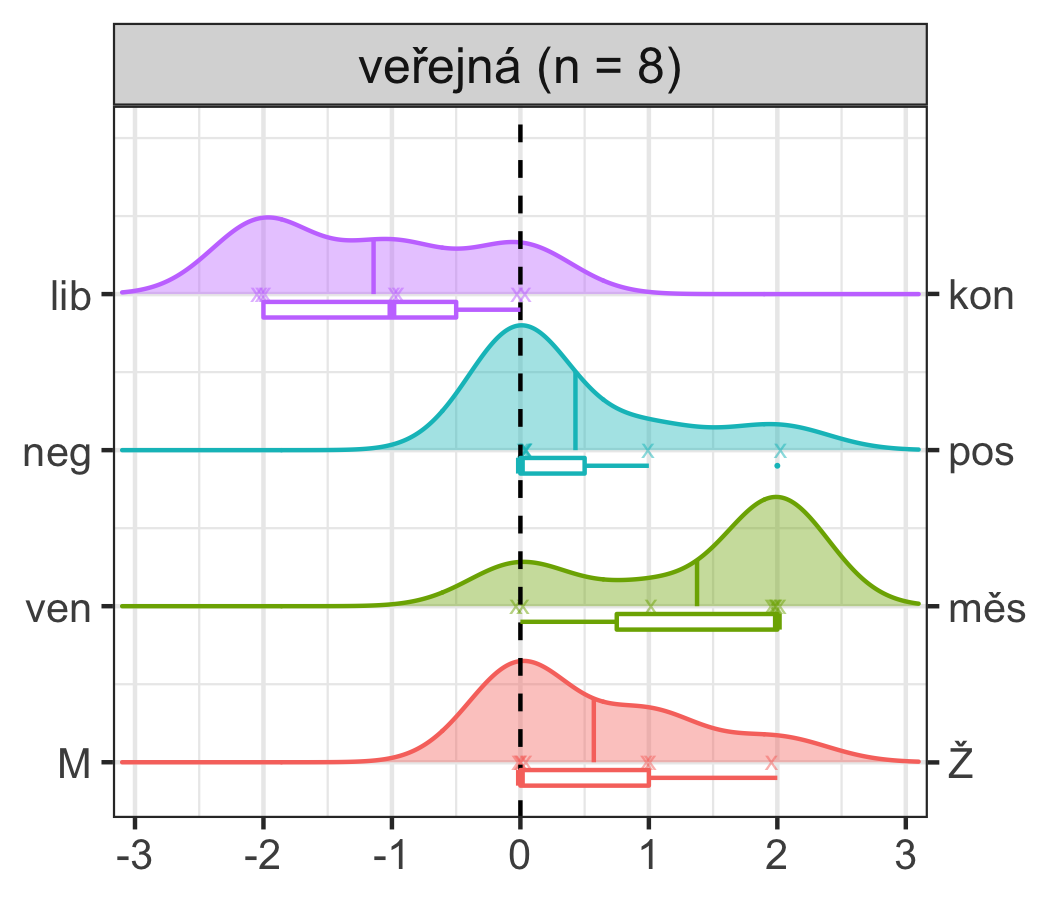 veřejná (n = 8)
lib kon
neg pos
ven měs
M Ž
-3 -2 -1 0 1 2 3